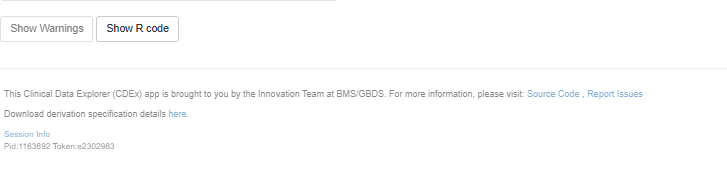 Show Warnings Show R code
This Clinical Data Explorer (CDEx) app is brought to you by the Innovation Team at BMS/GBDS. For more information, please visit: Source Code , Report Issues
Download derivation specification details here.
Session Info
Pid:1163692 Token:e2302983